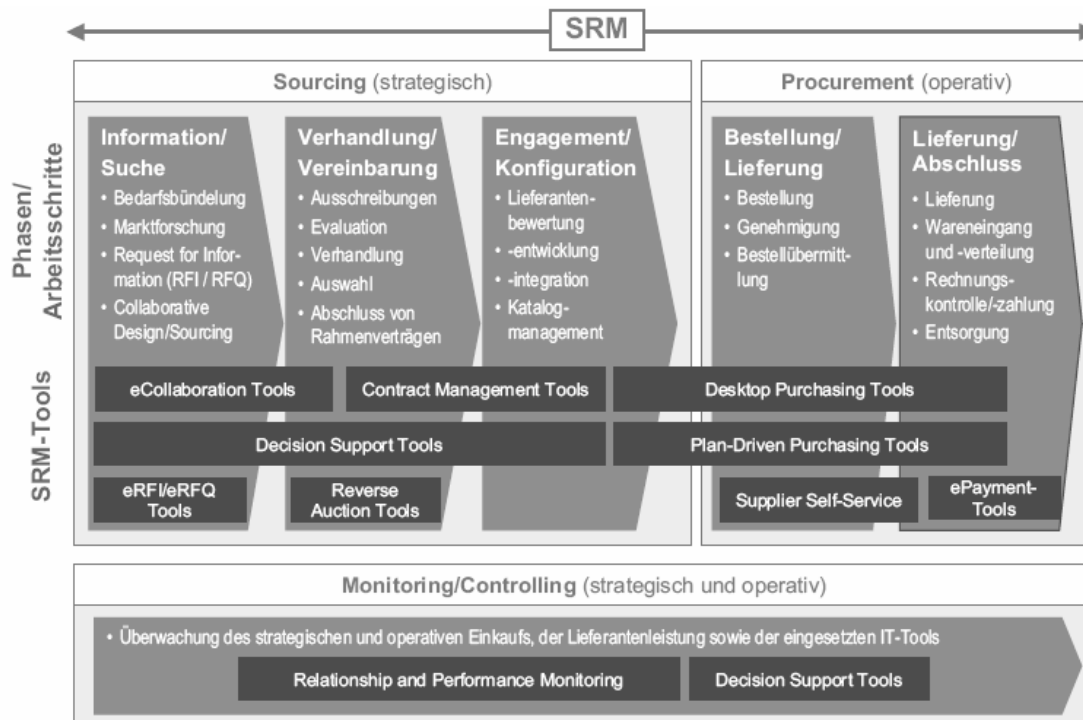 SRM
Sourcing (strategisch)
Procurement (operativ)
Phasen/
Arbeitsschritte
Information/
Suche
• Bedarfsbündelung
• Marktforschung
• Request for Infor-
mation (RFI / RFQ)
• Collaborative
Design/Sourcing
Verhandlung/
Vereinbarung
• Ausschreibungen
• Evaluation
• Verhandlung
• Auswahl
• Abschluss von
Rahmenverträgen
Engagement/
Konfiguration
• Lieferanten-
bewertung
• -entwicklung
• -integration
• Katalog-
management
Bestellung/
Lieferung
• Bestellung
• Genehmigung
• Bestellübermitt-
lung
Lieferung/
Abschluss
• Lieferung
• Wareneingang
und -verteilung
• Rechnungs-
kontrolle/-zahlung
• Entsorgung
SRM-Tools
eCollaboration Tools
Contract Management Tools
Desktop Purchasing Tools
Decision Support Tools
Plan-Driven Purchasing Tools
eRFI/eRFQ
Tools
Reverse
Auction Tools
Supplier Self-Service
ePayment-
Tools
Monitoring/Controlling (strategisch und operativ)
• Überwachung des strategischen und operativen Einkaufs, der Lieferantenleistung sowie der eingesetzten IT-Tools
Relationship and Performance Monitoring
Decision Support Tools